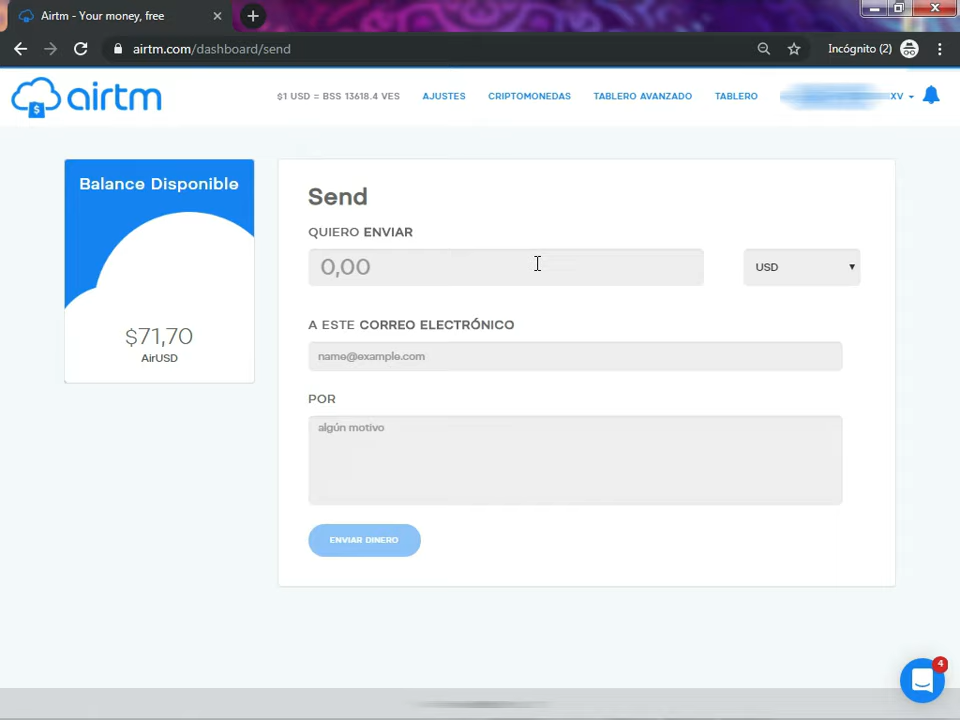 Airtm - Your money, free
airtm.com/dashboard/send
Incógnito (2)
airtm
$
$1 USD = BSS 13618.4 VES
AJUSTES
CRIPTOMONEDAS
TABLERO AVANZADO
TABLERO
XV
Balance Disponible
$71,70
AirUSD
Send
QUIERO ENVIAR
0,00
USD
A ESTE CORREO ELECTRÓNICO
name@example.com
POR
algún motivo
ENVIAR DINERO
4